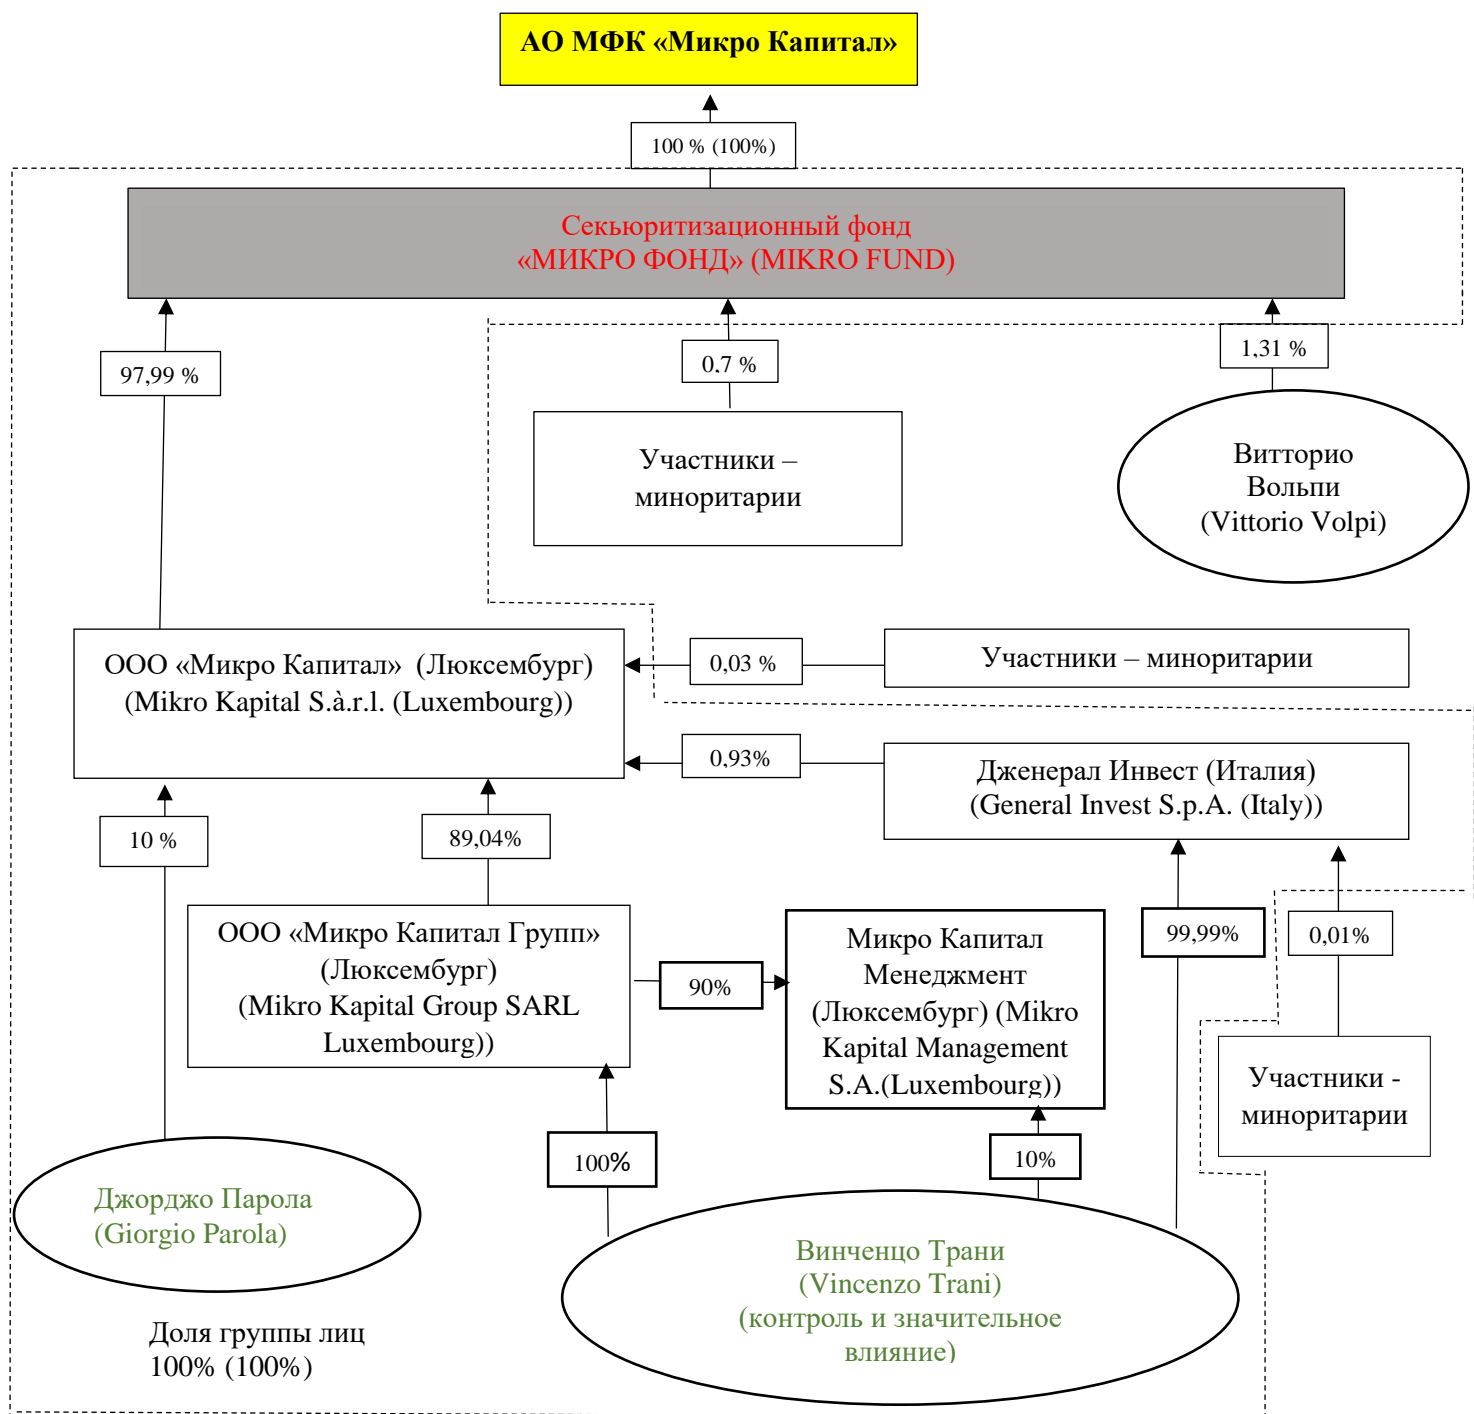 АО МФК «Микро Капитал»
100 % (100%)
Секьюритизационный фонд
«МИКРО ФОНД» (MIKRO FUND)
97,99 %
0,7 %
1,31 %
Участники –
миноритарии
Витторио
Вольпи
(Vittorio Volpi)
ООО «Микро Капитал» (Люксембург)
(Mikro Kapital S.à.r.l. (Luxembourg))
0,03 %
Участники – миноритарии
0,93%
Дженерал Инвест (Италия)
(General Invest S.p.A. (Italy))
10 %
89,04%
ООО «Микро Капитал Групп»
(Люксембург)
(Mikro Kapital Group SARL
Luxembourg))
90%
Микро Капитал
Менеджмент
(Люксембург) (Mikro
Kapital Management
S.A.(Luxembourg))
99,99%
0,01%
Участники -
миноритарии
100%
10%
Джорджо Парола
(Giorgio Parola)
Винченцо Трани
(Vincenzo Trani)
(контроль и значительное
влияние)
Доля группы лиц
100% (100%)